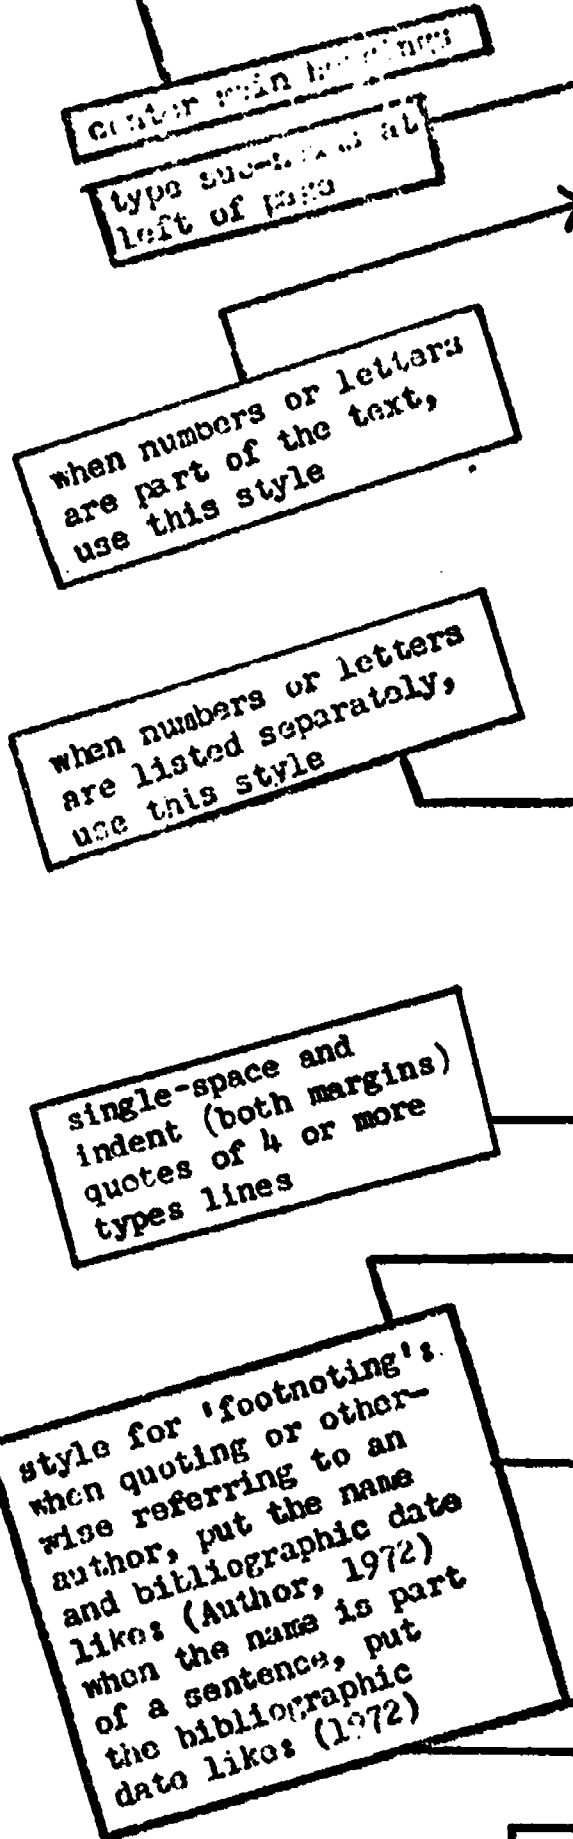 center main headings
type sub-heads at
left of page
when numbers or letters
are part of the text,
use this style
when numbers or letters
are listed separately,
use this style
single-space and
indent (both margins)
quotes of 4 or more
types lines
style for 'footnoting':
when quoting or other-
wise referring to an
author, put the name
and bibliographic date
like: (Author, 1972)
when the name is part
of a sentence, put
the bibliographic
date like: (1972)